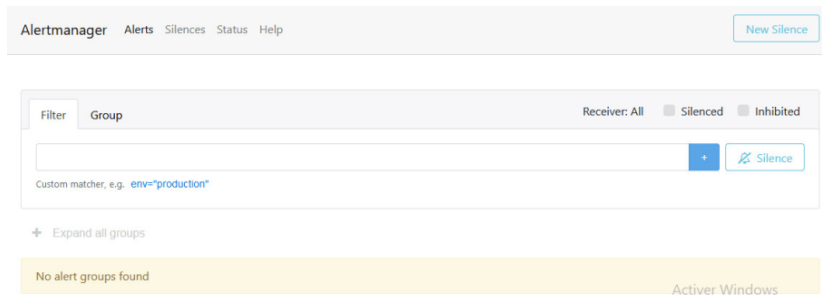 Alertmanager Alerts Silences Status Help New Silence
Filter Group Receiver: All Silenced Inhibited
+ Silence
Custom matcher, e.g. env="production"
+ Expand all groups
No alert groups found
Activer Windows